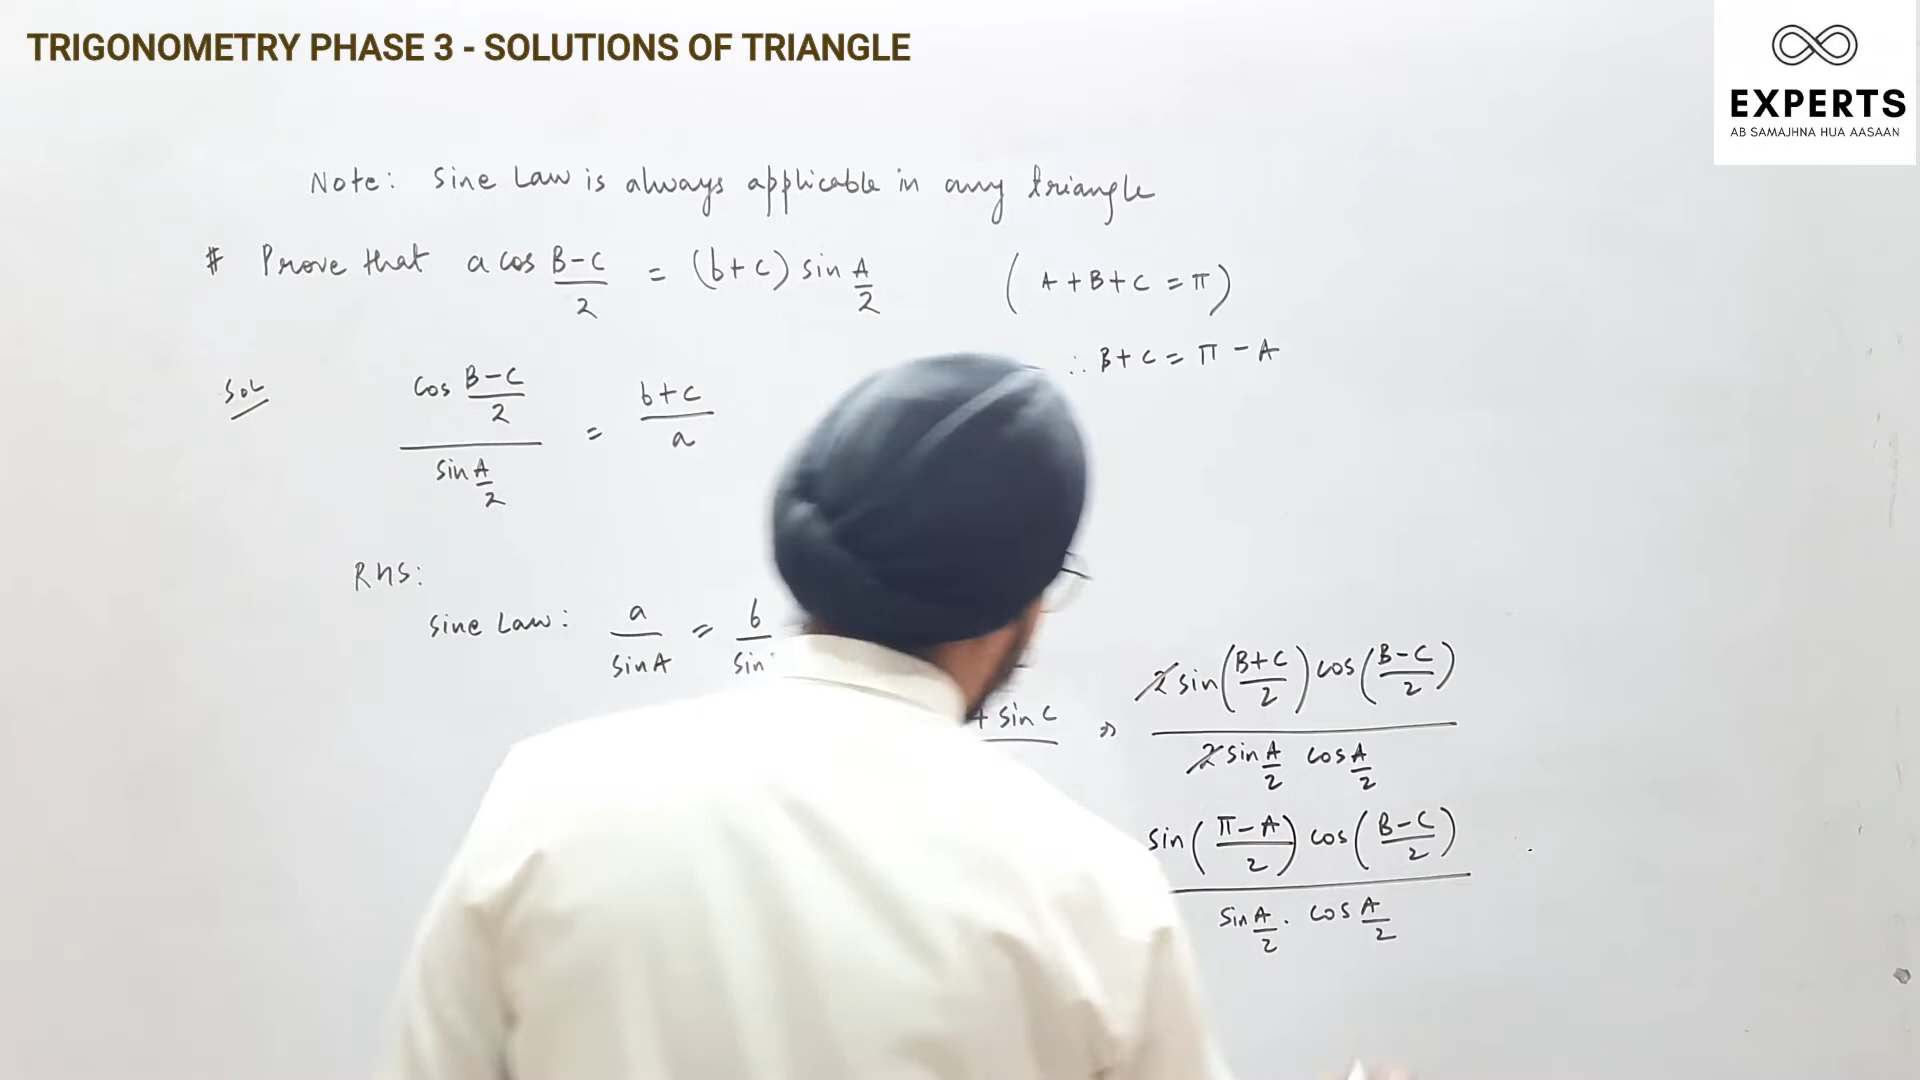 TRIGONOMETRY PHASE 3 - SOLUTIONS OF TRIANGLE
EXPERTS
AB SAMAJHNA HUA AASAAN
Note: Sine Law is always applicable in any triangle
# Prove that a cos B-C/2 = (b+c) sin A/2 (A+B+C = π)
∴ B+C = π - A
Sol cos B-C/2 / sin A/2 = b+c / a
RHS:
Sine Law: a/sinA = b/sin
+ sin C ⇒ 2 sin(B+C/2) cos(B-C/2) / 2 sin A/2 cos A/2
sin(π-A/2) cos(B-C/2) / sin A/2 . cos A/2